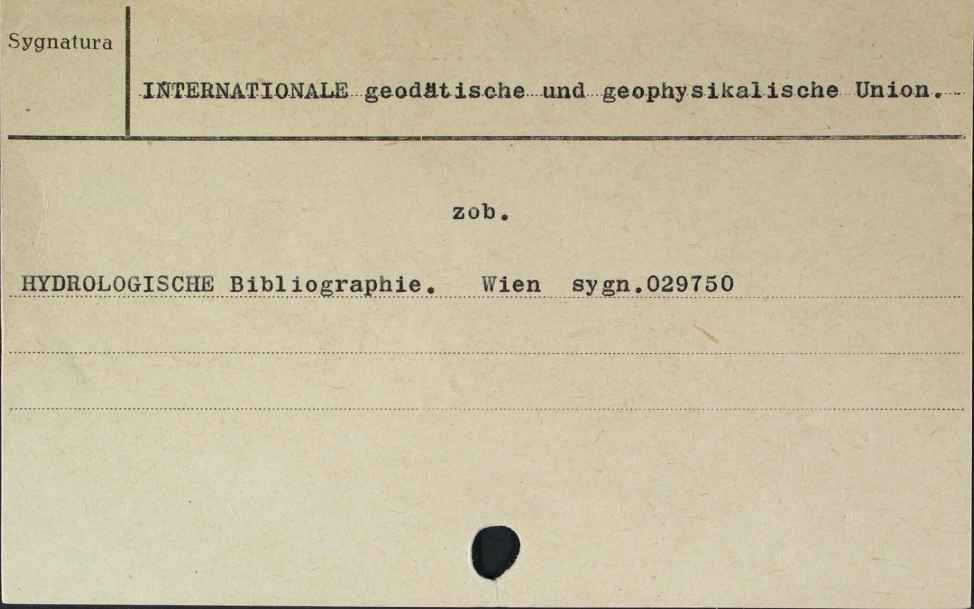 Sygnatura
INTERNATIONALE geodätische und geophysikalische Union.
zob.
HYDROLOGISCHE Bibliographie. Wien sygn.029750